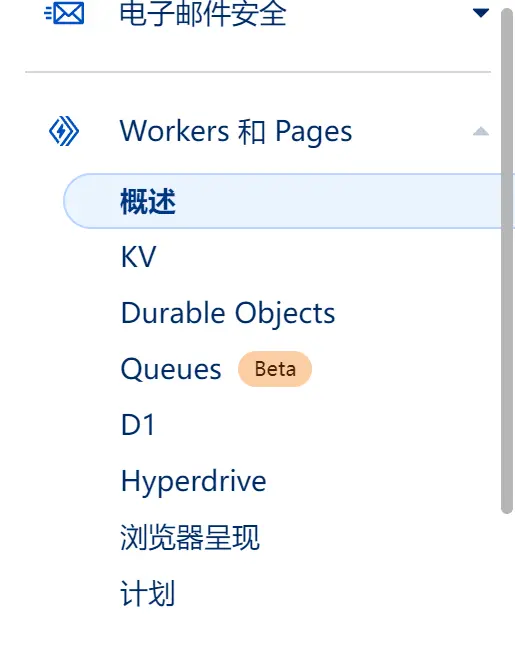 电子邮件安全
Workers 和 Pages
概述
KV
Durable Objects
Queues Beta
D1
Hyperdrive
浏览器呈现
计划